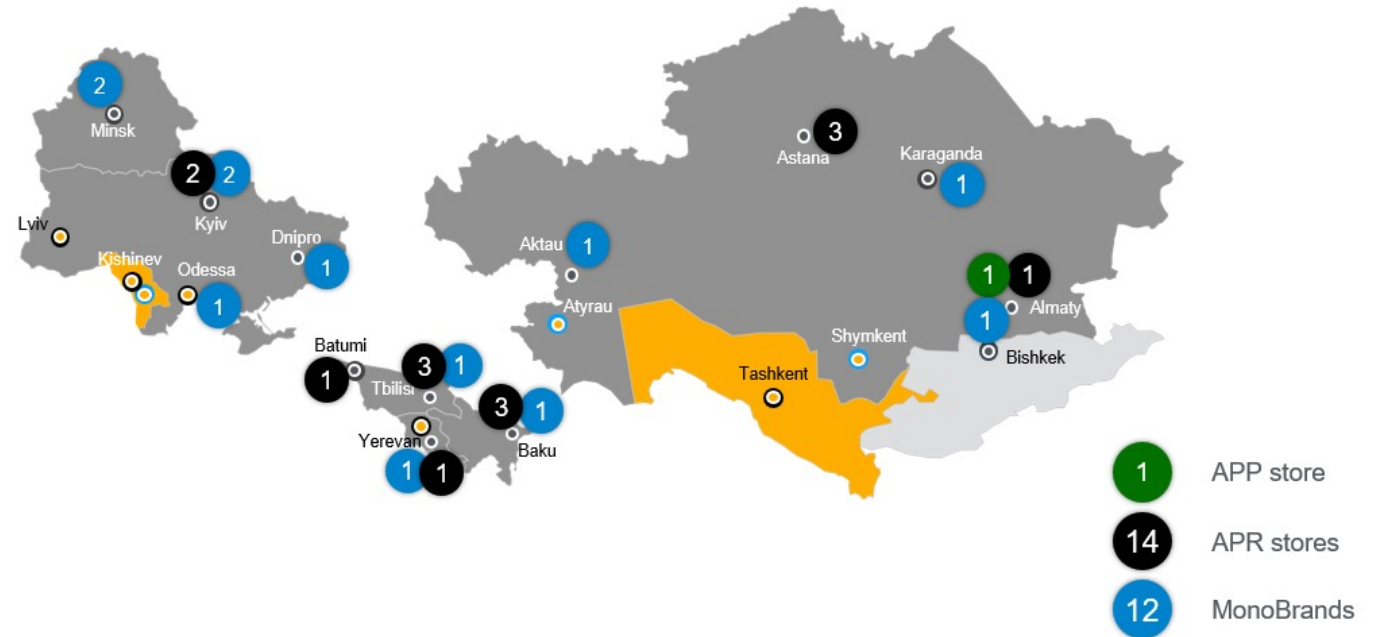 2
Minsk
2
2
Kyiv
Lviv
Dnipro
1
Kishinev
Odessa
1
3
Astana
Karaganda
1
Aktau
1
Atyrau
1
1
Almaty
1
Bishkek
Shymkent
Tashkent
Batumi
1
3
1
Tbilisi
3
1
Baku
Yerevan
1
1
1
APP store
14
APR stores
12
MonoBrands